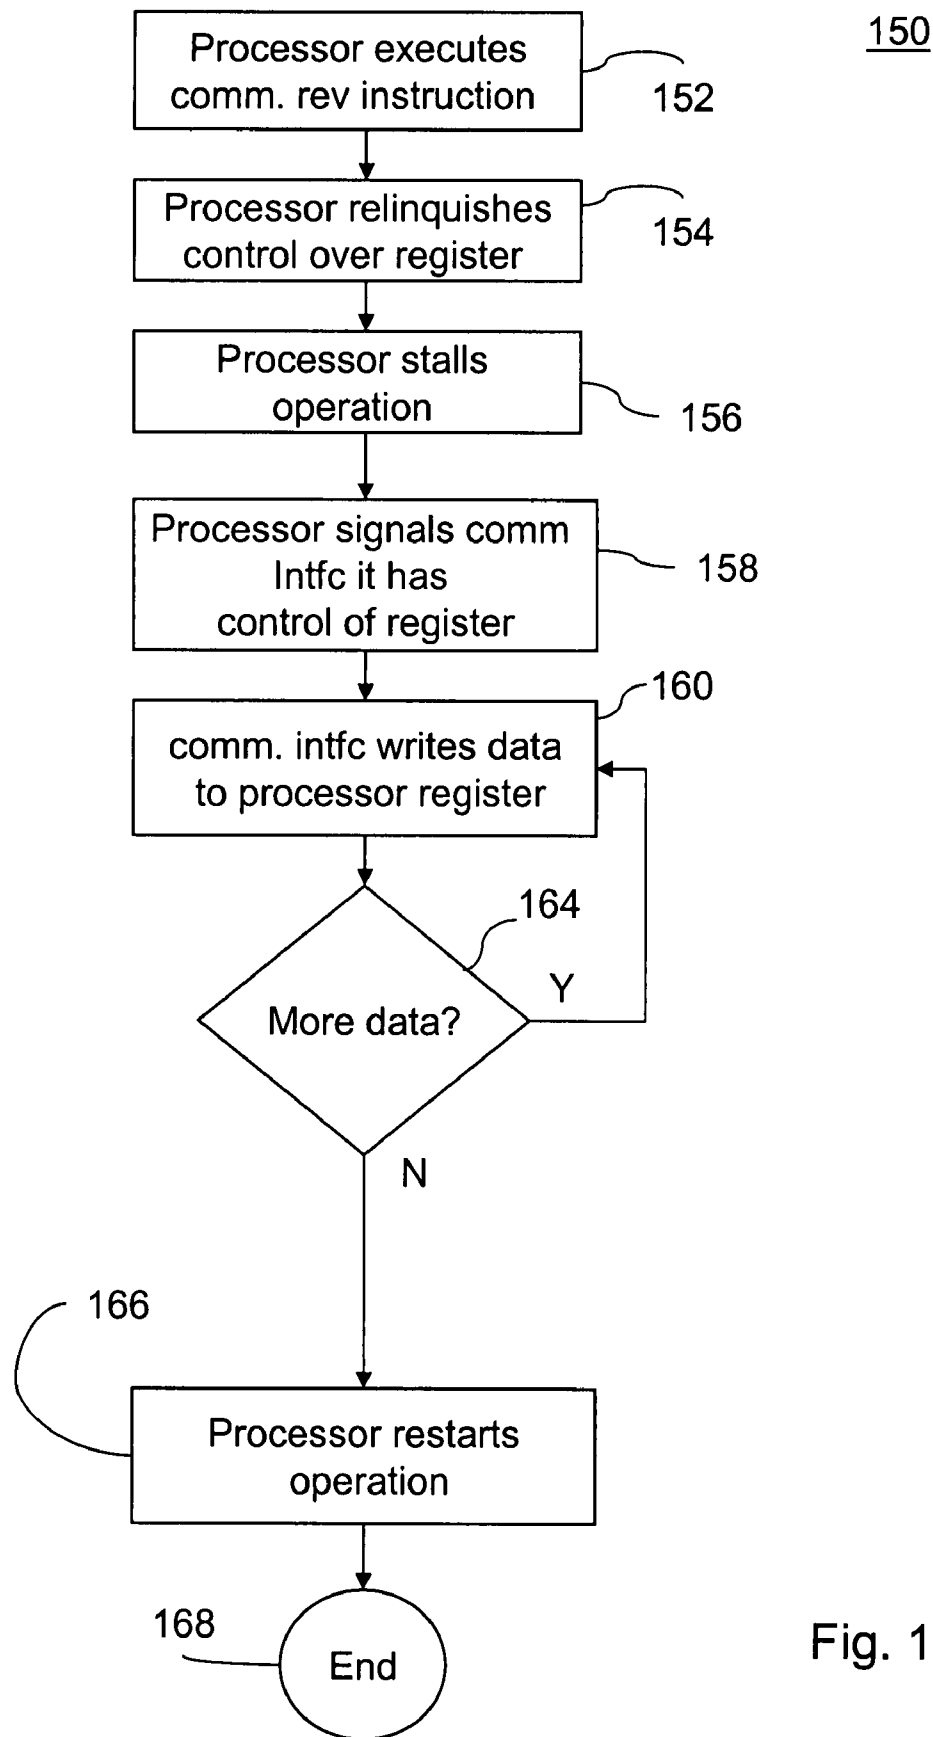 150
Processor executes
comm. rev instruction
152
Processor relinquishes
control over register
154
Processor stalls
operation
156
Processor signals comm
Intfc it has
control of register
158
160
comm. intfc writes data
to processor register
164
Y
More data?
N
166
Processor restarts
operation
168
End
Fig. 1